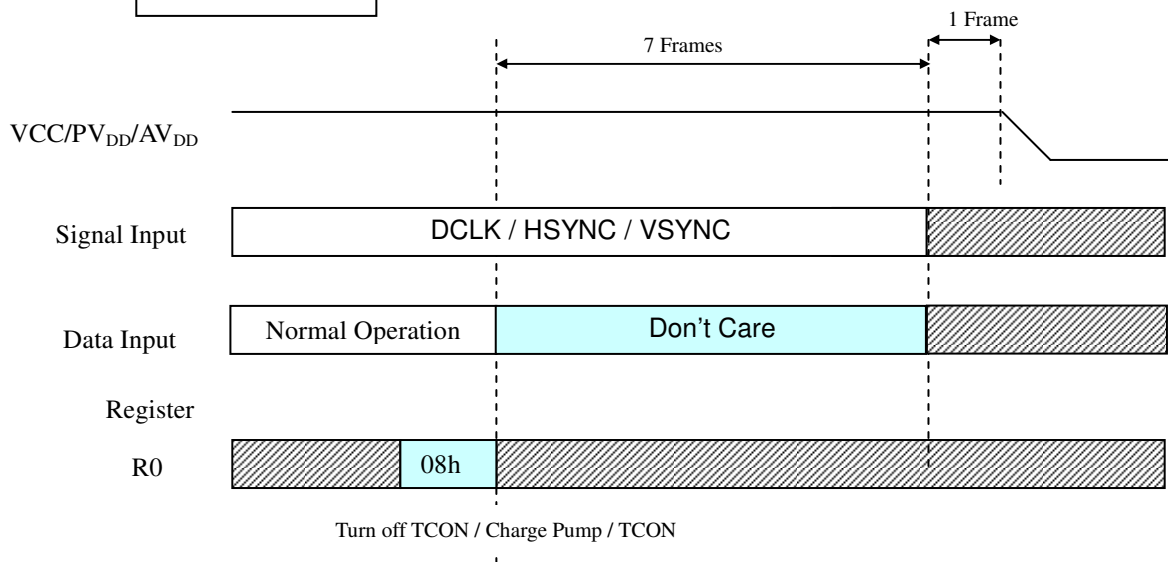 1 Frame
7 Frames
VCC/PVDD/AVDD
Signal Input
DCLK / HSYNC / VSYNC
Data Input
Normal Operation
Don't Care
Register
R0
08h
Turn off TCON / Charge Pump / TCON